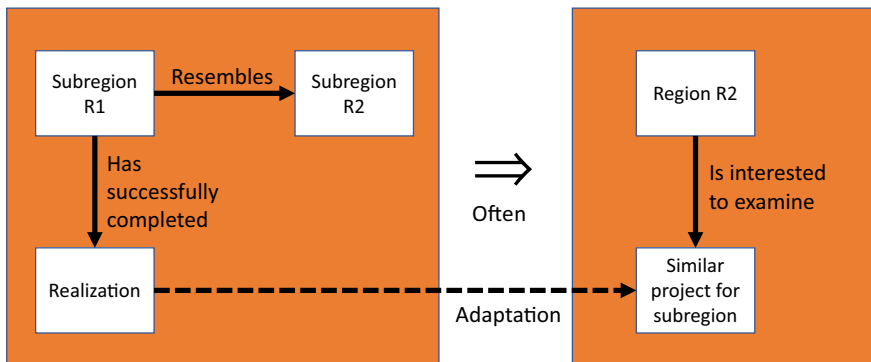 Subregion
R1
Resembles
Subregion
R2
Has
successfully
completed
Realization
⇒
Often
Adaptation
Region R2
Is interested
to examine
Similar
project for
subregion